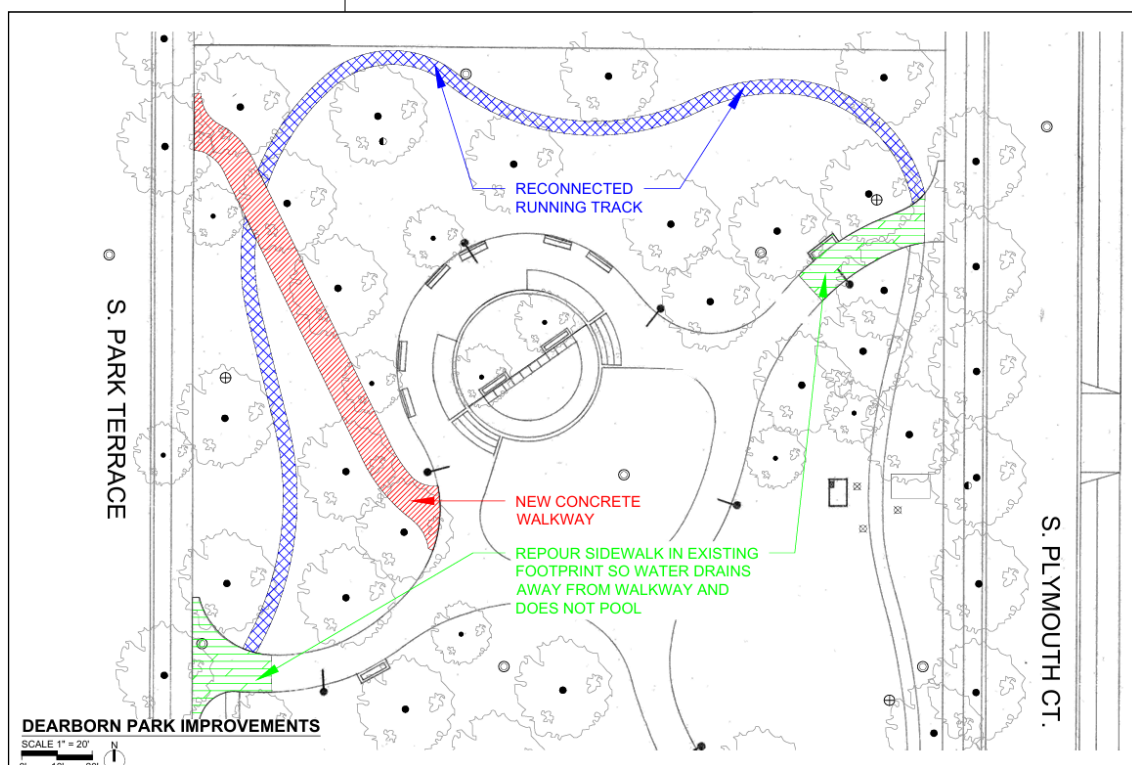 RECONNECTED
RUNNING TRACK
S. PARK TERRACE
NEW CONCRETE
WALKWAY
REPOUR SIDEWALK IN EXISTING
FOOTPRINT SO WATER DRAINS
AWAY FROM WALKWAY AND
DOES NOT POOL
S. PLYMOUTH CT.
DEARBORN PARK IMPROVEMENTS
SCALE 1" = 20'
N